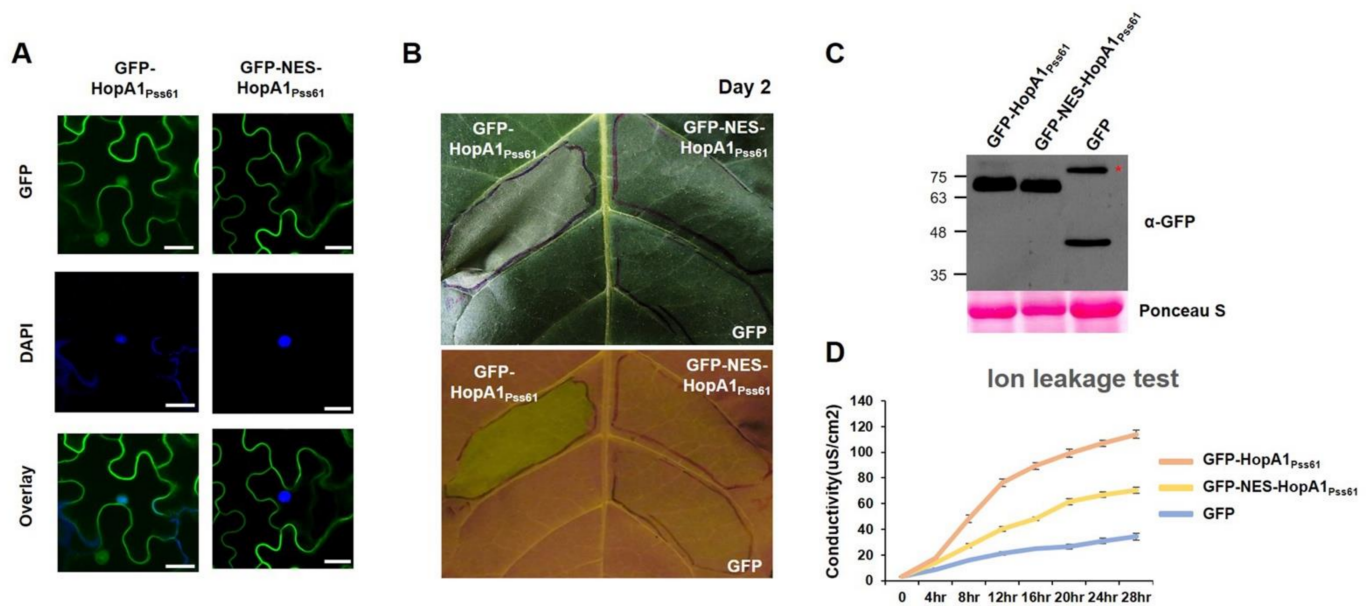 A
GFP-
HopA1Pss61
GFP-NES-
HopA1Pss61
GFP
DAPI
Overlay
B
Day 2
GFP-
HopA1Pss61
GFP-NES-
HopA1Pss61
GFP
GFP-
HopA1Pss61
GFP-NES-
HopA1Pss61
GFP
C
GFP-HopA1Pss61
GFP-NES-HopA1Pss61
GFP
75
63
48
35
*
α-GFP
Ponceau S
D
Ion leakage test
Conductivity(uS/cm2)
140
120
100
80
60
40
20
0
0 4hr 8hr 12hr 16hr 20hr 24hr 28hr
GFP-HopA1Pss61
GFP-NES-HopA1Pss61
GFP